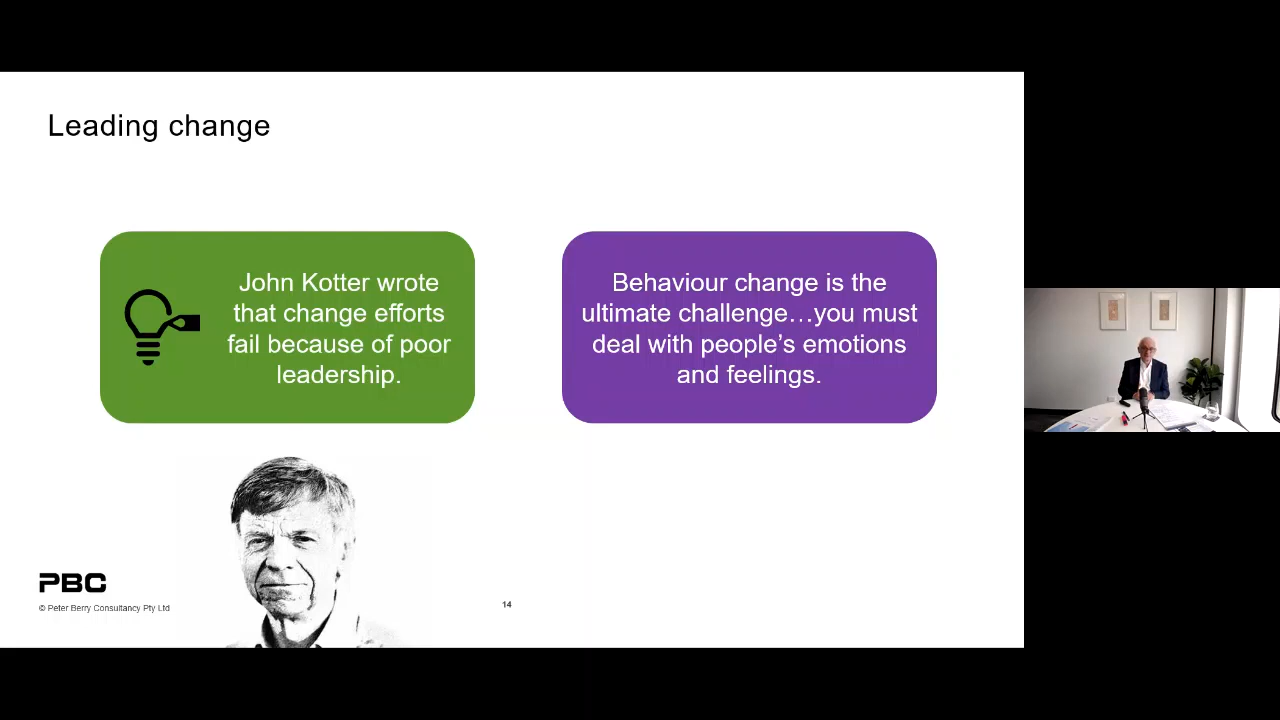 Leading change
John Kotter wrote
that change efforts
fail because of poor
leadership.
Behaviour change is the
ultimate challenge…you must
deal with people’s emotions
and feelings.
PBC
© Peter Berry Consultancy Pty Ltd
14